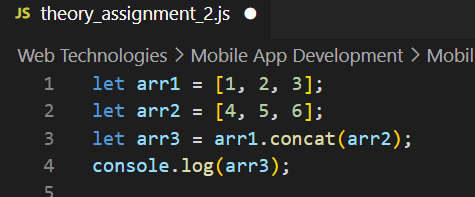 JS theory_assignment_2.js
Web Technologies > Mobile App Development > Mobil
1 let arr1 = [1, 2, 3];
2 let arr2 = [4, 5, 6];
3 let arr3 = arr1.concat(arr2);
4 console.log(arr3);
5